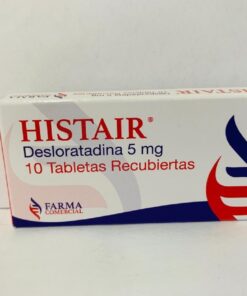 HISTAIR®
Desloratadina 5 mg
10 Tabletas Recubiertas
FARMA
COMERCIAL